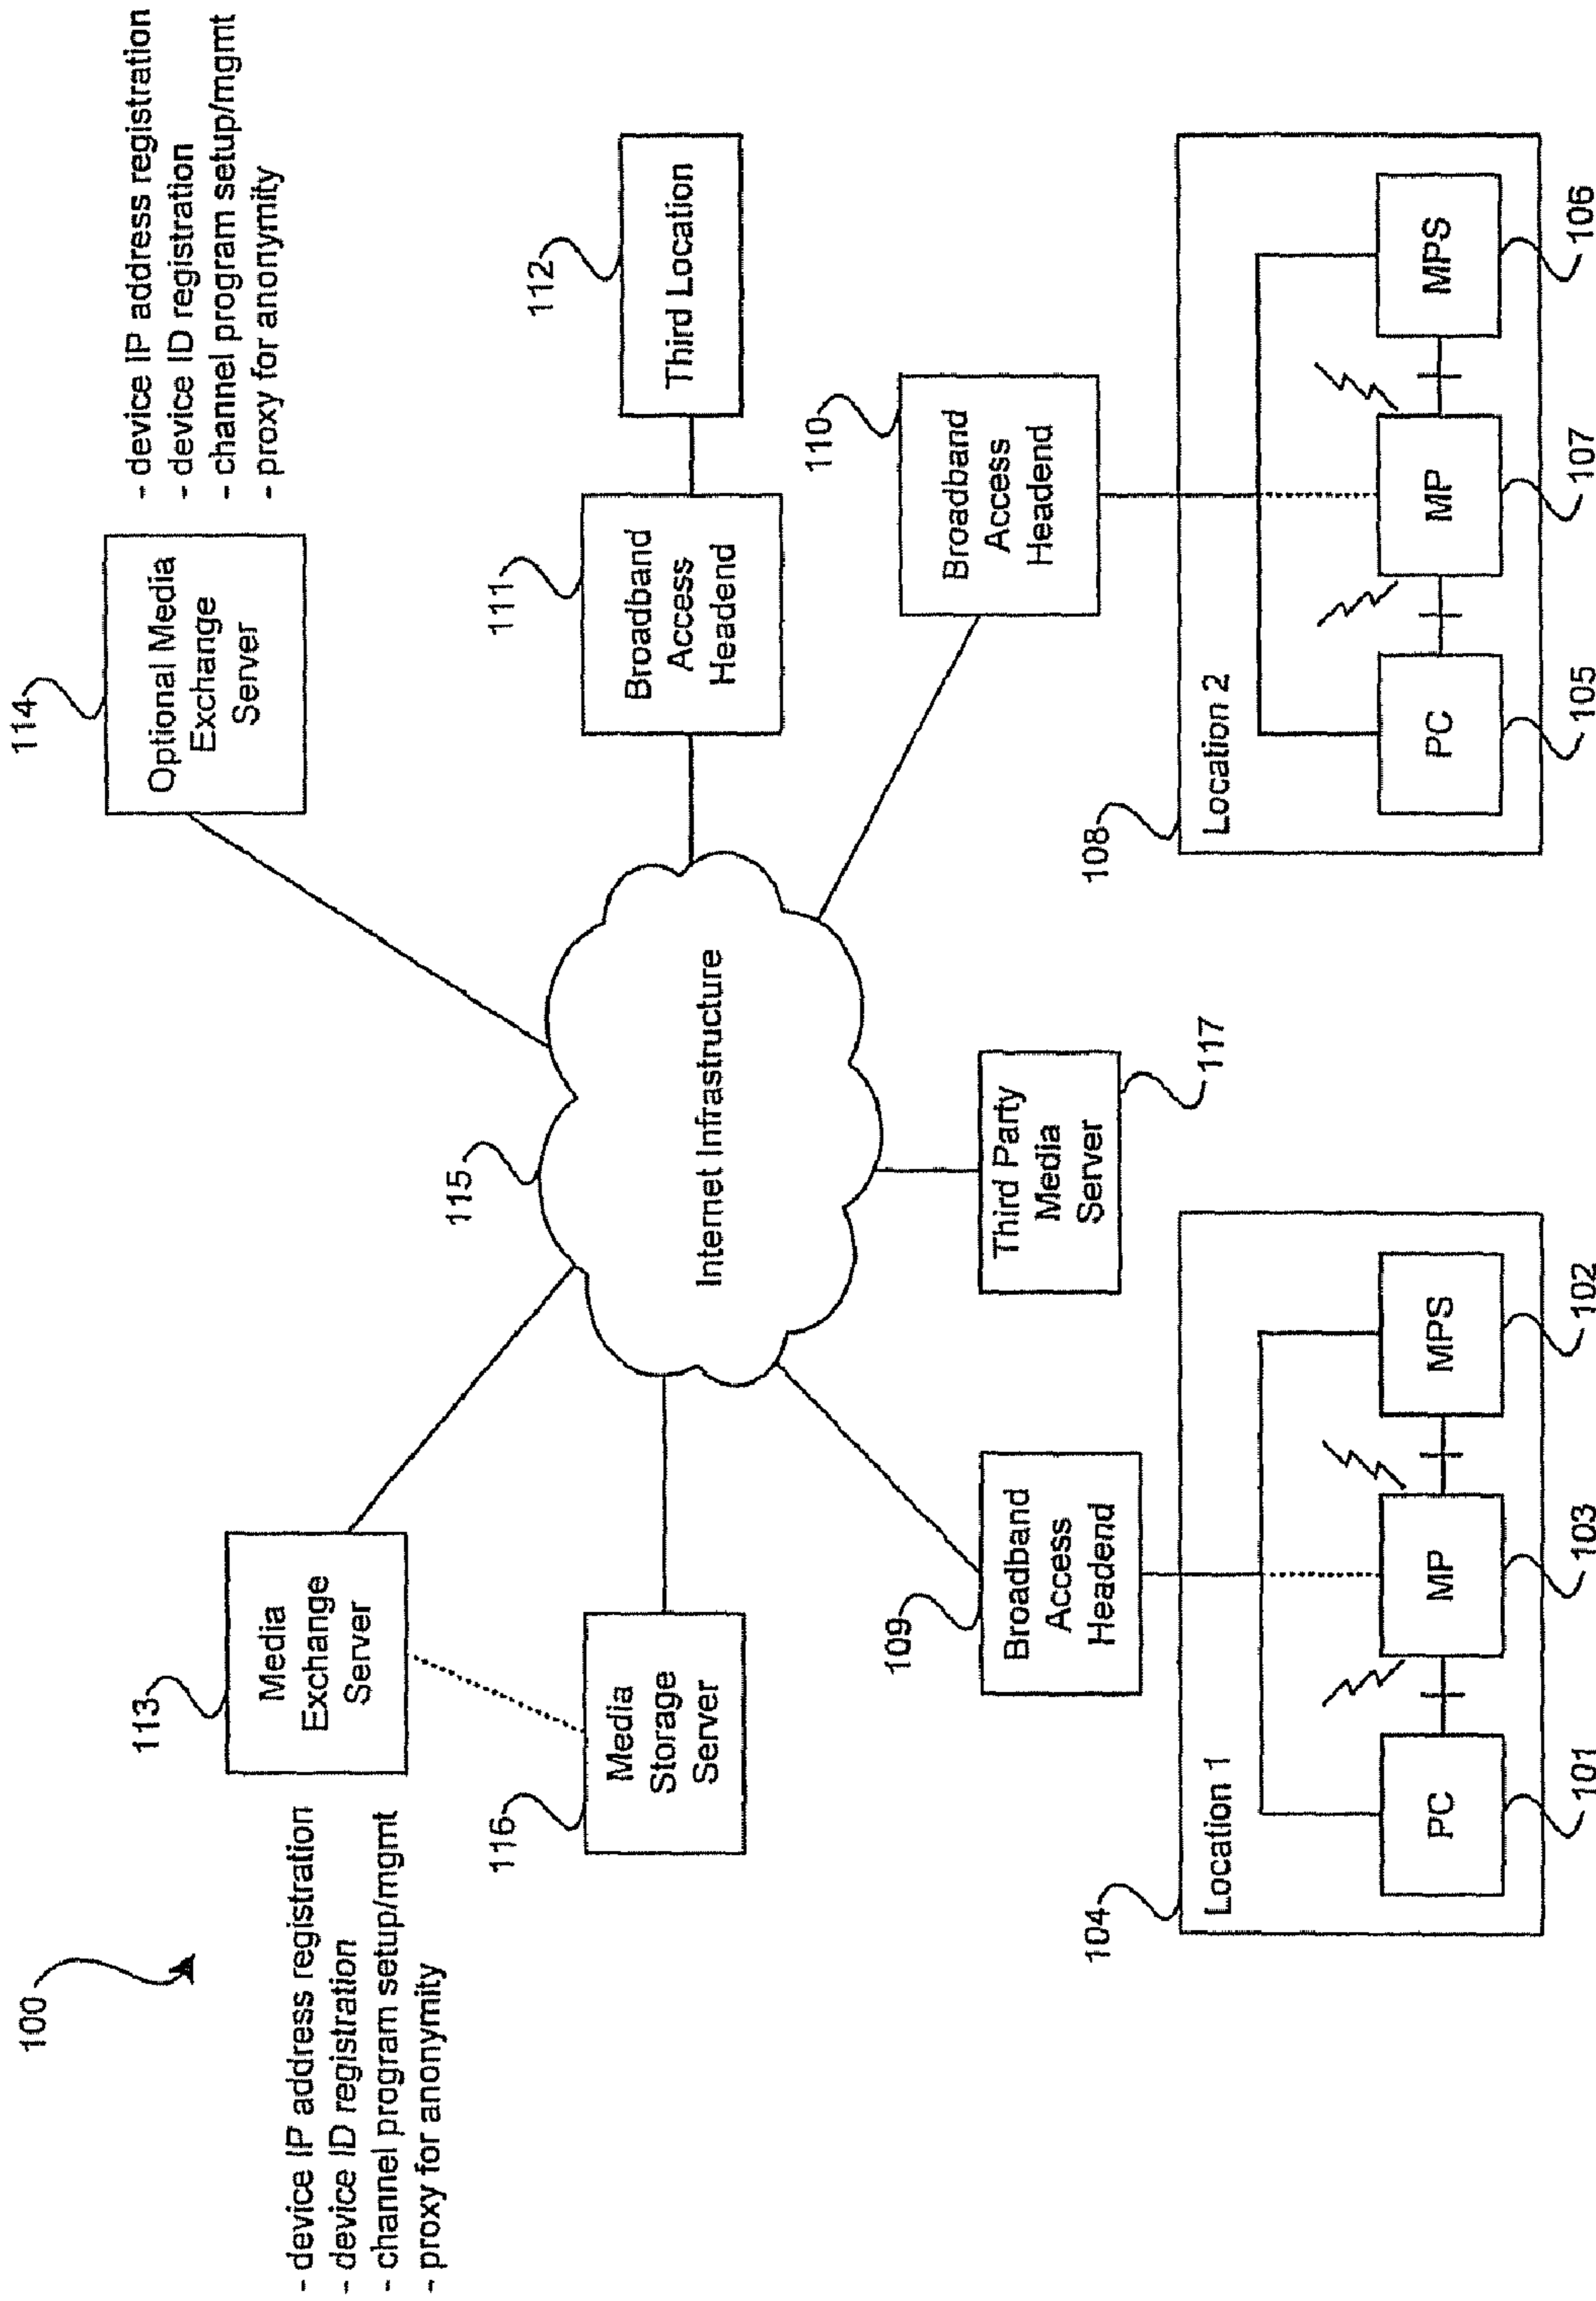 100
114
Optional Media
Exchange
Server
- device IP address registration
- device ID registration
- channel program setup/mgmt
- proxy for anonymity
113
Media
Exchange
Server
- device IP address registration
- device ID registration
- channel program setup/mgmt
- proxy for anonymity
116
Media
Storage
Server
115
Internet Infrastructure
111
Broadband
Access
Headend
112
Third Location
109
Broadband
Access
Headend
Third Party
Media
Server
117
110
Broadband
Access
Headend
104
Location 1
PC
MP
MPS
101
103
102
108
Location 2
PC
MP
MPS
105
107
106